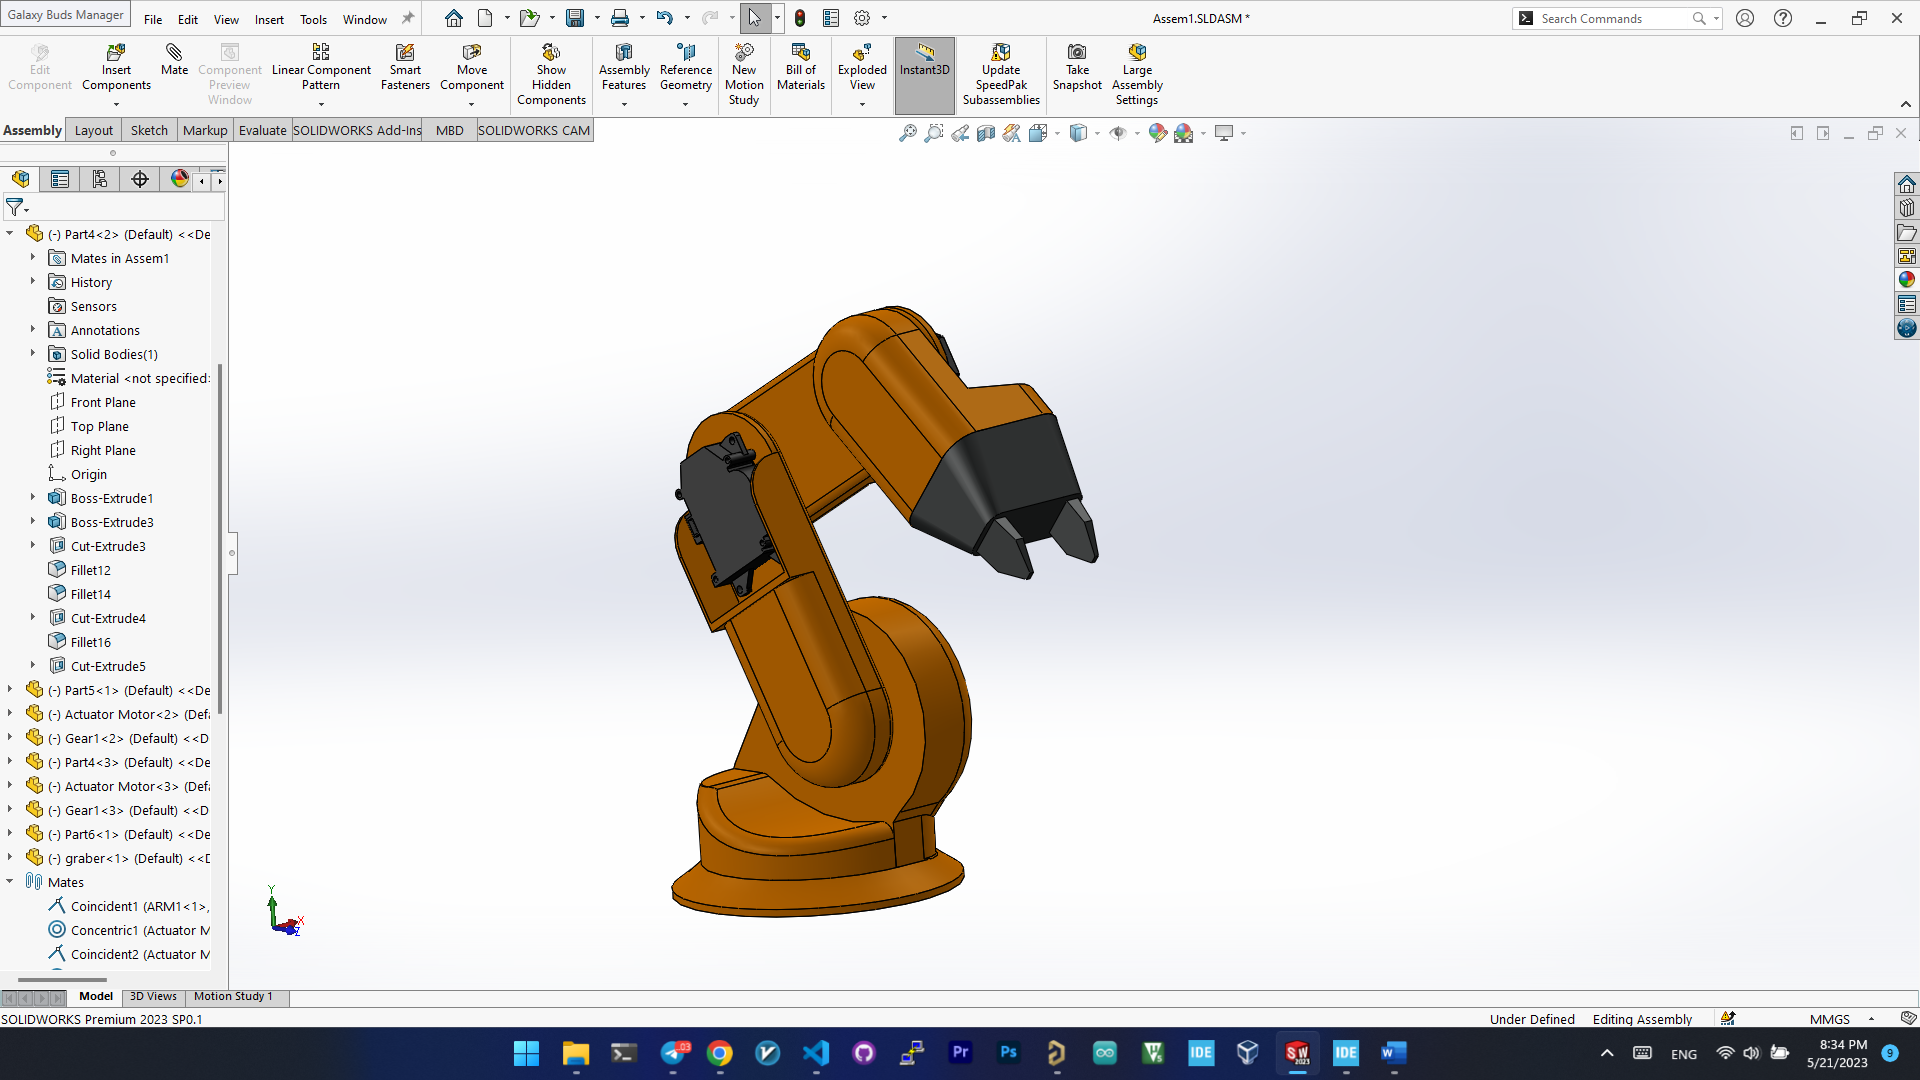 Galaxy Buds Manager
File Edit View Insert Tools Window
Assem1.SLDASM *
Search Commands
Edit Component
Insert Components
Mate
Component Preview Window
Linear Component Pattern
Smart Fasteners
Move Component
Show Hidden Components
Assembly Features
Reference Geometry
New Motion Study
Bill of Materials
Exploded View
Instant3D
Update SpeedPak Subassemblies
Take Snapshot
Large Assembly Settings
Assembly Layout Sketch Markup Evaluate SOLIDWORKS Add-Ins MBD SOLIDWORKS CAM
(-) Part4<2> (Default) <<De
Mates in Assem1
History
Sensors
Annotations
Solid Bodies(1)
Material <not specified>
Front Plane
Top Plane
Right Plane
Origin
Boss-Extrude1
Boss-Extrude3
Cut-Extrude3
Fillet12
Fillet14
Cut-Extrude4
Fillet16
Cut-Extrude5
(-) Part5<1> (Default) <<De
(-) Actuator Motor<2> (Defa
(-) Gear1<2> (Default) <<D
(-) Part4<3> (Default) <<De
(-) Actuator Motor<3> (Defa
(-) Gear1<3> (Default) <<D
(-) Part6<1> (Default) <<De
(-) graber<1> (Default) <<D
Mates
Coincident1 (ARM1<1>,
Concentric1 (Actuator M
Coincident2 (Actuator M
Y
X
Z
Model 3D Views Motion Study 1
SOLIDWORKS Premium 2023 SP0.1
Under Defined Editing Assembly MMGS
03
Pr
Ps
IDE
SW
2023
IDE
W
ENG
8:34 PM
5/21/2023
9